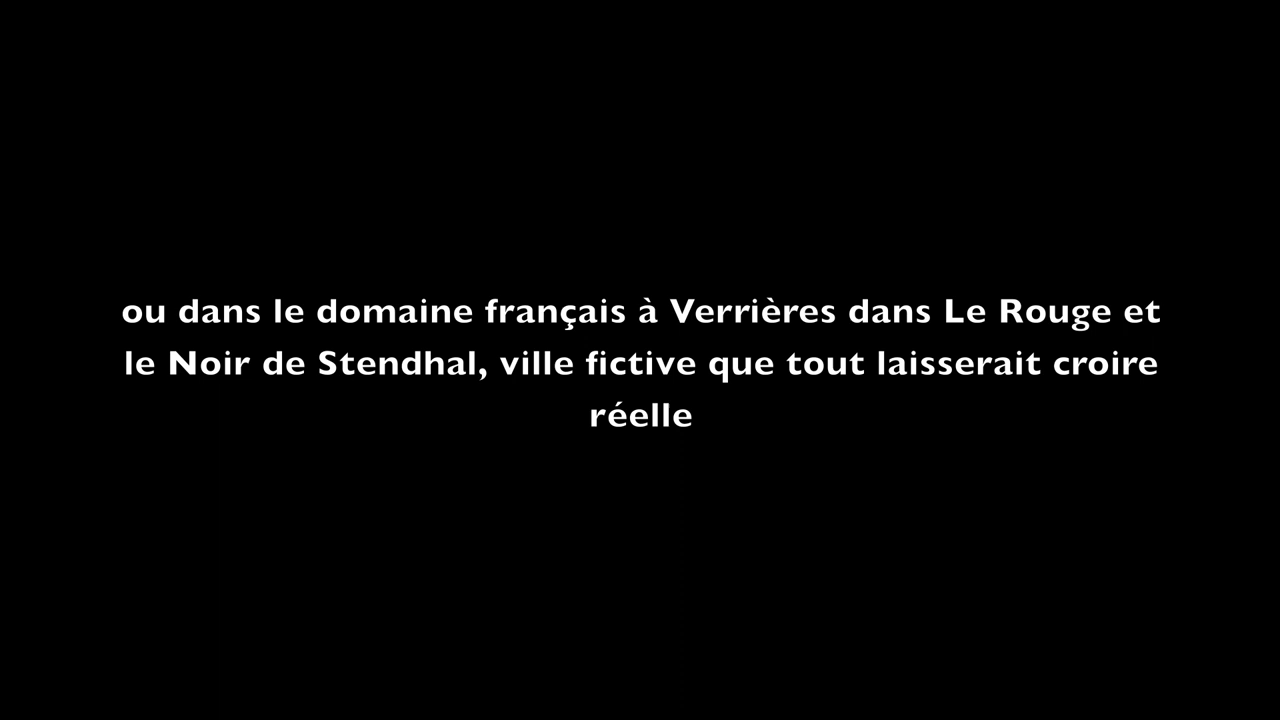 ou dans le domaine français à Verrières dans Le Rouge et
le Noir de Stendhal, ville fictive que tout laisserait croire
réelle